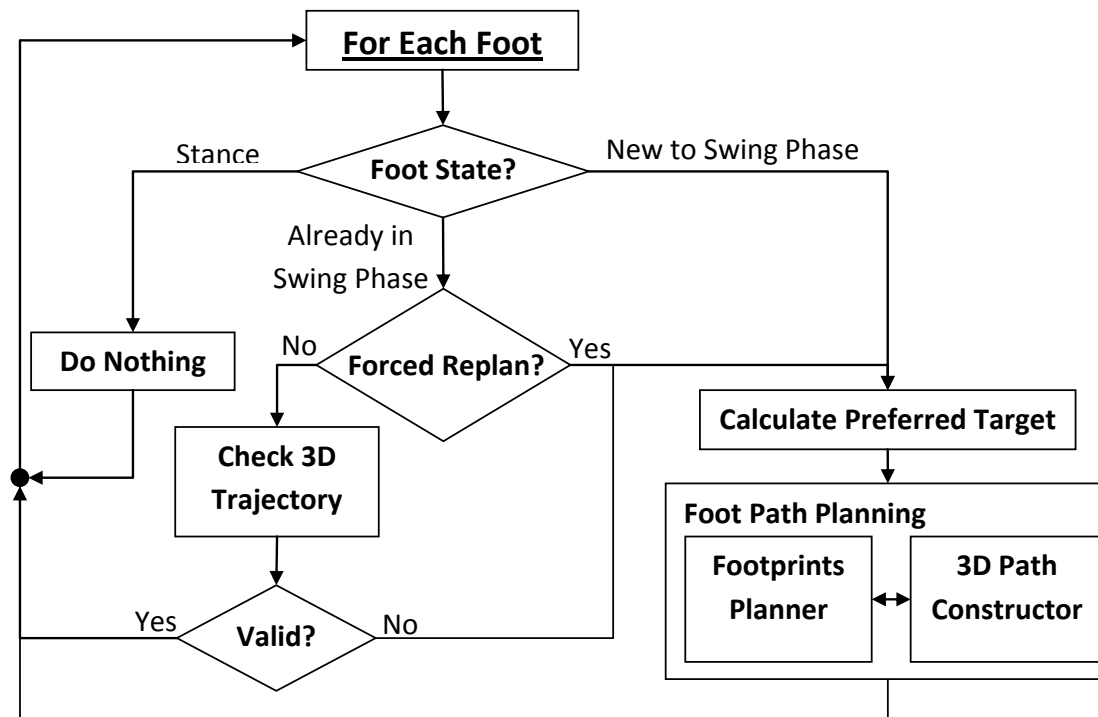 For Each Foot
Stance
Foot State?
New to Swing Phase
Already in
Swing Phase
Do Nothing
No
Forced Replan?
Yes
Calculate Preferred Target
Check 3D
Trajectory
Foot Path Planning
Footprints
Planner
3D Path
Constructor
Yes
Valid?
No